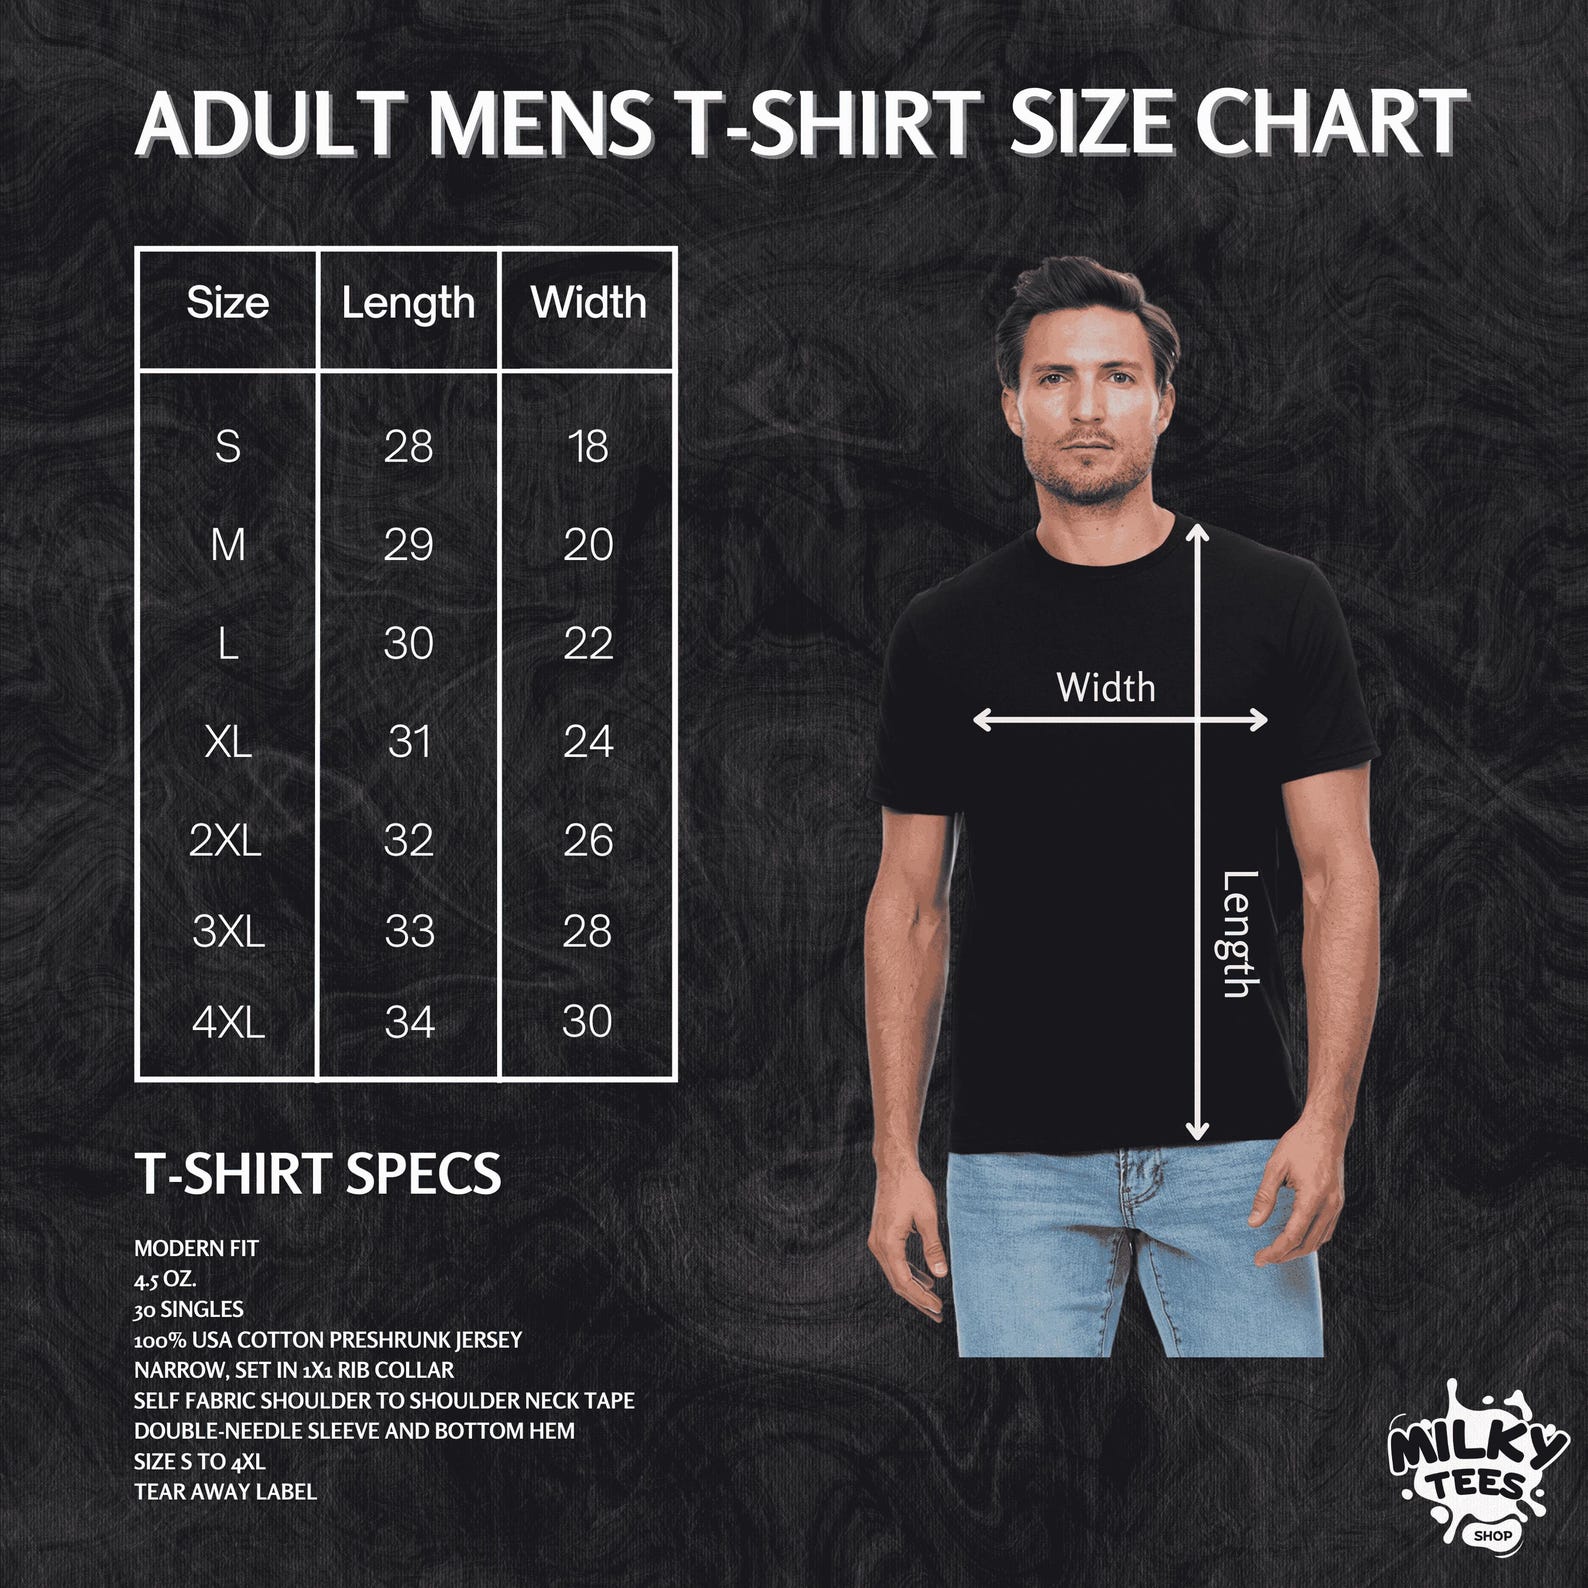 ADULT MENS T-SHIRT SIZE CHART
Size Length Width
S 28 18
M 29 20
L 30 22
XL 31 24
2XL 32 26
3XL 33 28
4XL 34 30
Width
Length
T-SHIRT SPECS
MODERN FIT
4.5 OZ.
30 SINGLES
100% USA COTTON PRESHRUNK JERSEY
NARROW, SET IN 1X1 RIB COLLAR
SELF FABRIC SHOULDER TO SHOULDER NECK TAPE
DOUBLE-NEEDLE SLEEVE AND BOTTOM HEM
SIZE S TO 4XL
TEAR AWAY LABEL
MILKY
TEES
SHOP